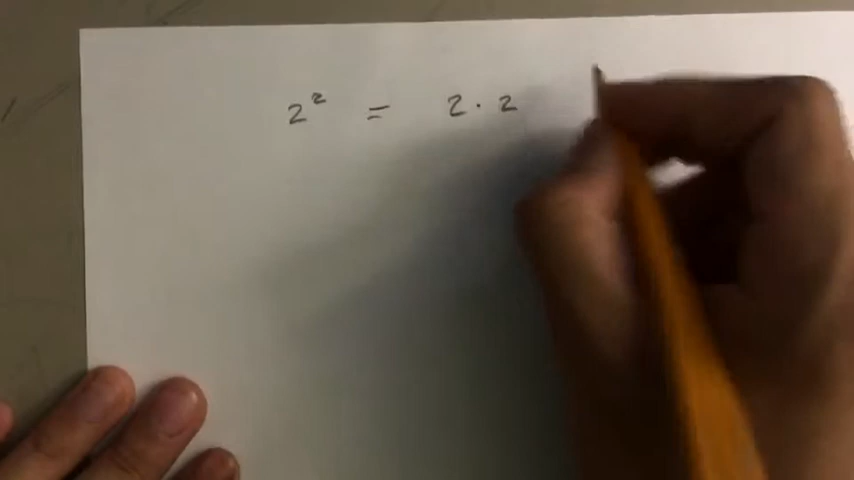 2² = 2·2